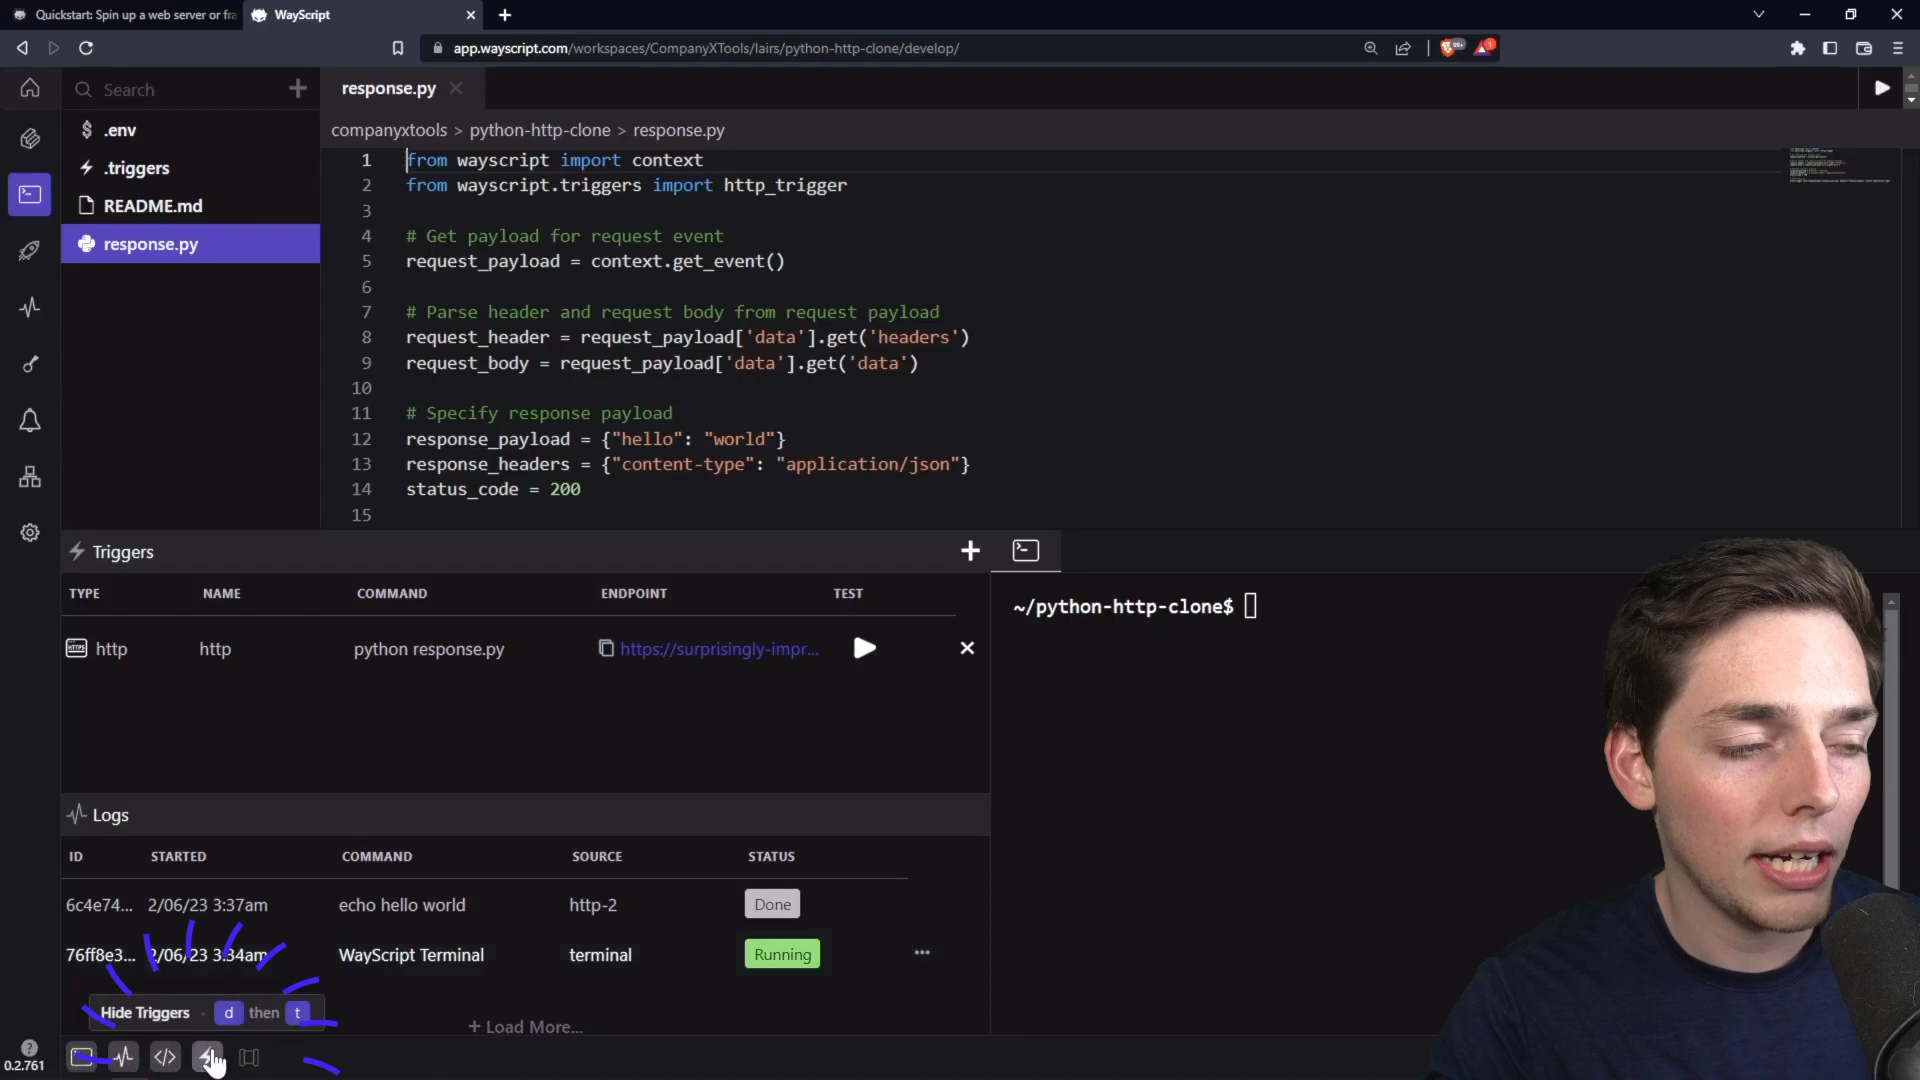 Quickstart: Spin up a web server or fra
WayScript
app.wayscript.com/workspaces/CompanyXTools/lairs/python-http-clone/develop/
99+
1
Search
response.py
.env
.triggers
README.md
response.py
companyxtools > python-http-clone > response.py
1 from wayscript import context
2 from wayscript.triggers import http_trigger
3
4 # Get payload for request event
5 request_payload = context.get_event()
6
7 # Parse header and request body from request payload
8 request_header = request_payload['data'].get('headers')
9 request_body = request_payload['data'].get('data')
10
11 # Specify response payload
12 response_payload = {"hello": "world"}
13 response_headers = {"content-type": "application/json"}
14 status_code = 200
15
Triggers
TYPE NAME COMMAND ENDPOINT TEST
http http python response.py https://surprisingly-impr...
~/python-http-clone$
Logs
ID STARTED COMMAND SOURCE STATUS
6c4e74... 2/06/23 3:37am echo hello world http-2 Done
76ff8e3... 2/06/23 3:34am WayScript Terminal terminal Running
Hide Triggers · d then t
+ Load More...
0.2.761